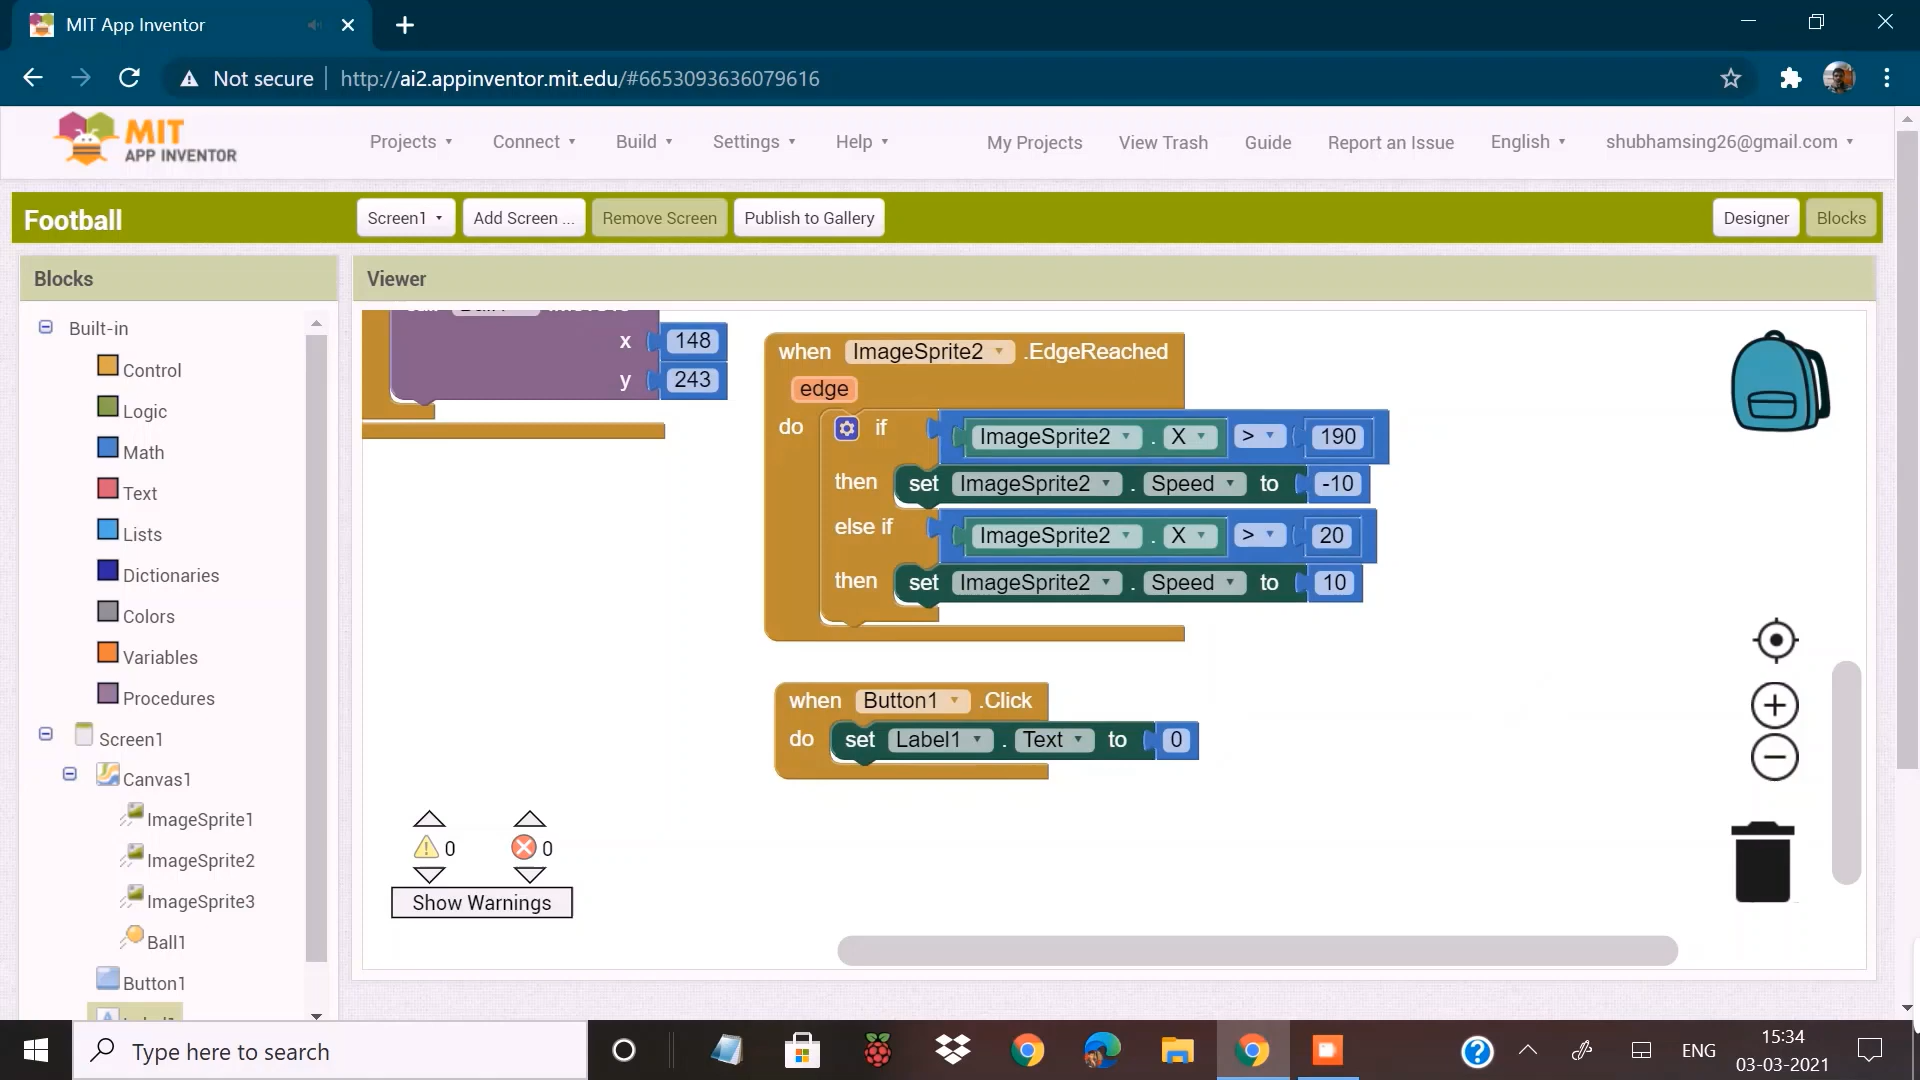 MIT App Inventor
Not secure http://ai2.appinventor.mit.edu/#6653093636079616
MIT
APP INVENTOR
Projects Connect Build Settings Help My Projects View Trash Guide Report an Issue English shubhamsing26@gmail.com
Football Screen1 Add Screen ... Remove Screen Publish to Gallery Designer Blocks
Blocks
Viewer
Built-in
Control
Logic
Math
Text
Lists
Dictionaries
Colors
Variables
Procedures
Screen1
Canvas1
ImageSprite1
ImageSprite2
ImageSprite3
Ball1
Button1
x 148
y 243
when ImageSprite2 .EdgeReached
edge
do if ImageSprite2 . X > 190
then set ImageSprite2 . Speed to -10
else if ImageSprite2 . X > 20
then set ImageSprite2 . Speed to 10
when Button1 .Click
do set Label1 . Text to 0
0 0
Show Warnings
Type here to search
ENG
15:34
03-03-2021